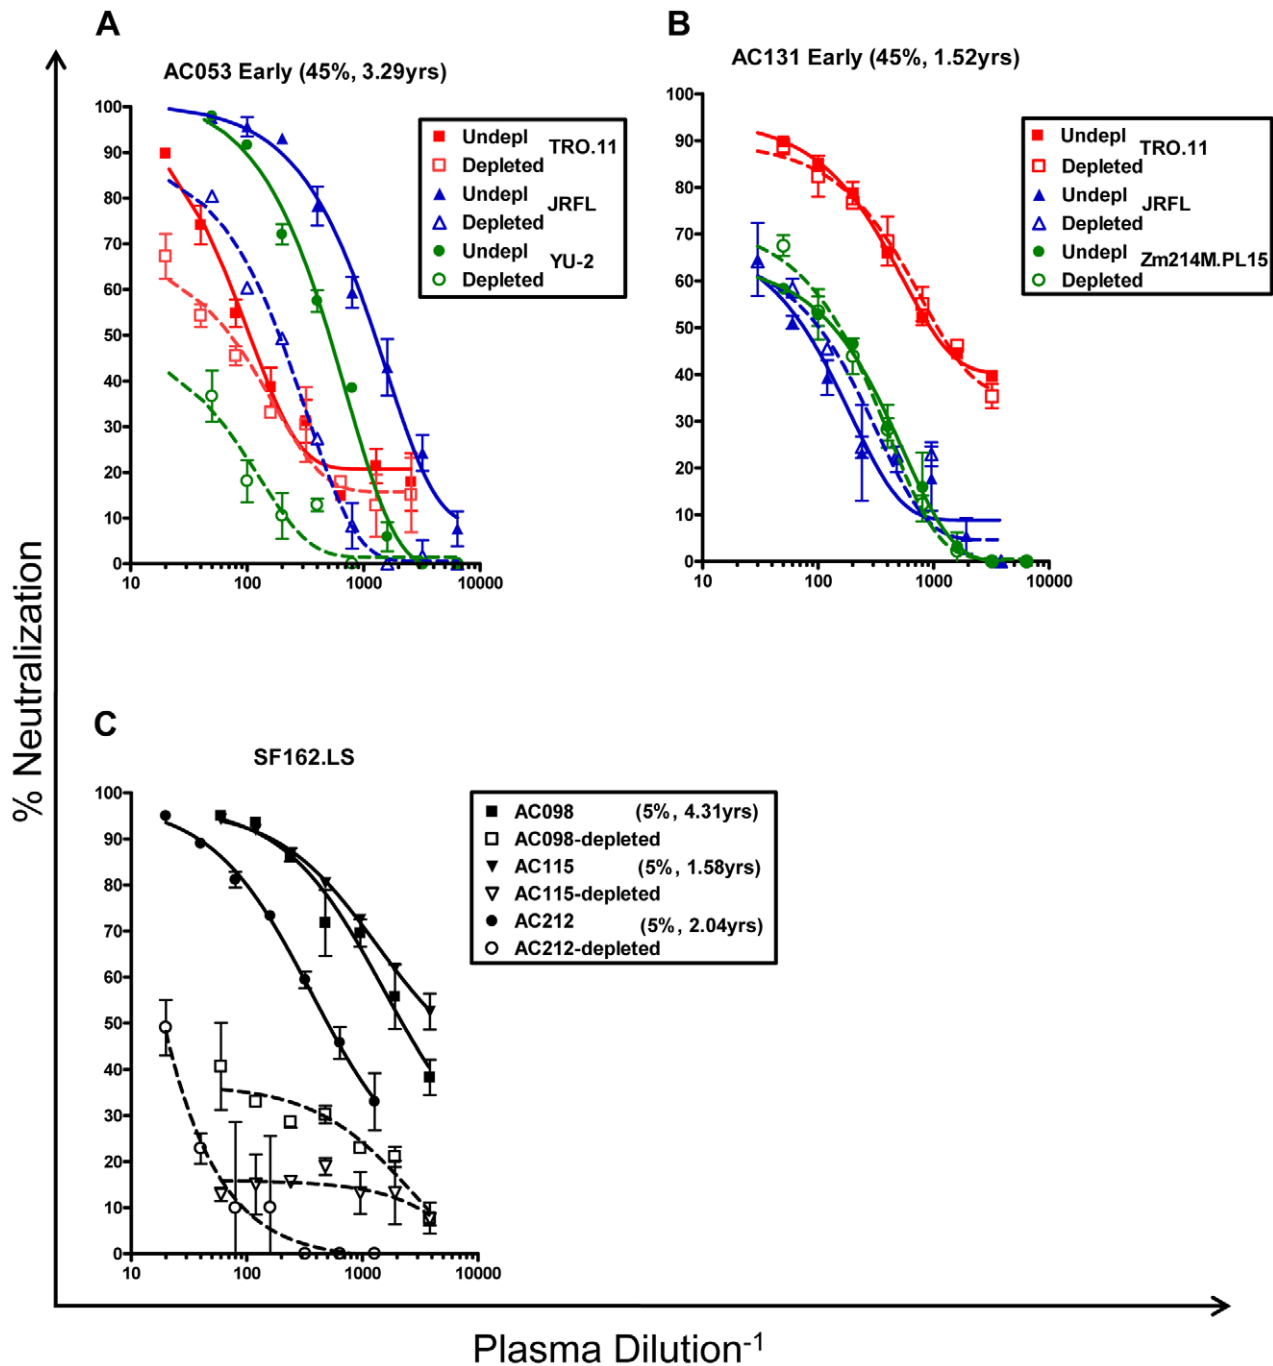 A
AC053 Early (45%, 3.29yrs)
100
90
80
70
60
50
40
30
20
10
0
10 100 1000 10000
Undepl
TRO.11
Depleted
Undepl
JRFL
Depleted
Undepl
YU-2
Depleted
B
AC131 Early (45%, 1.52yrs)
100
90
80
70
60
50
40
30
20
10
0
10 100 1000 10000
Undepl
TRO.11
Depleted
Undepl
JRFL
Depleted
Undepl
Zm214M.PL15
Depleted
C
SF162.LS
100
90
80
70
60
50
40
30
20
10
0
10 100 1000 10000
AC098 (5%, 4.31yrs)
AC098-depleted
AC115 (5%, 1.58yrs)
AC115-depleted
AC212 (5%, 2.04yrs)
AC212-depleted
% Neutralization
Plasma Dilution⁻¹